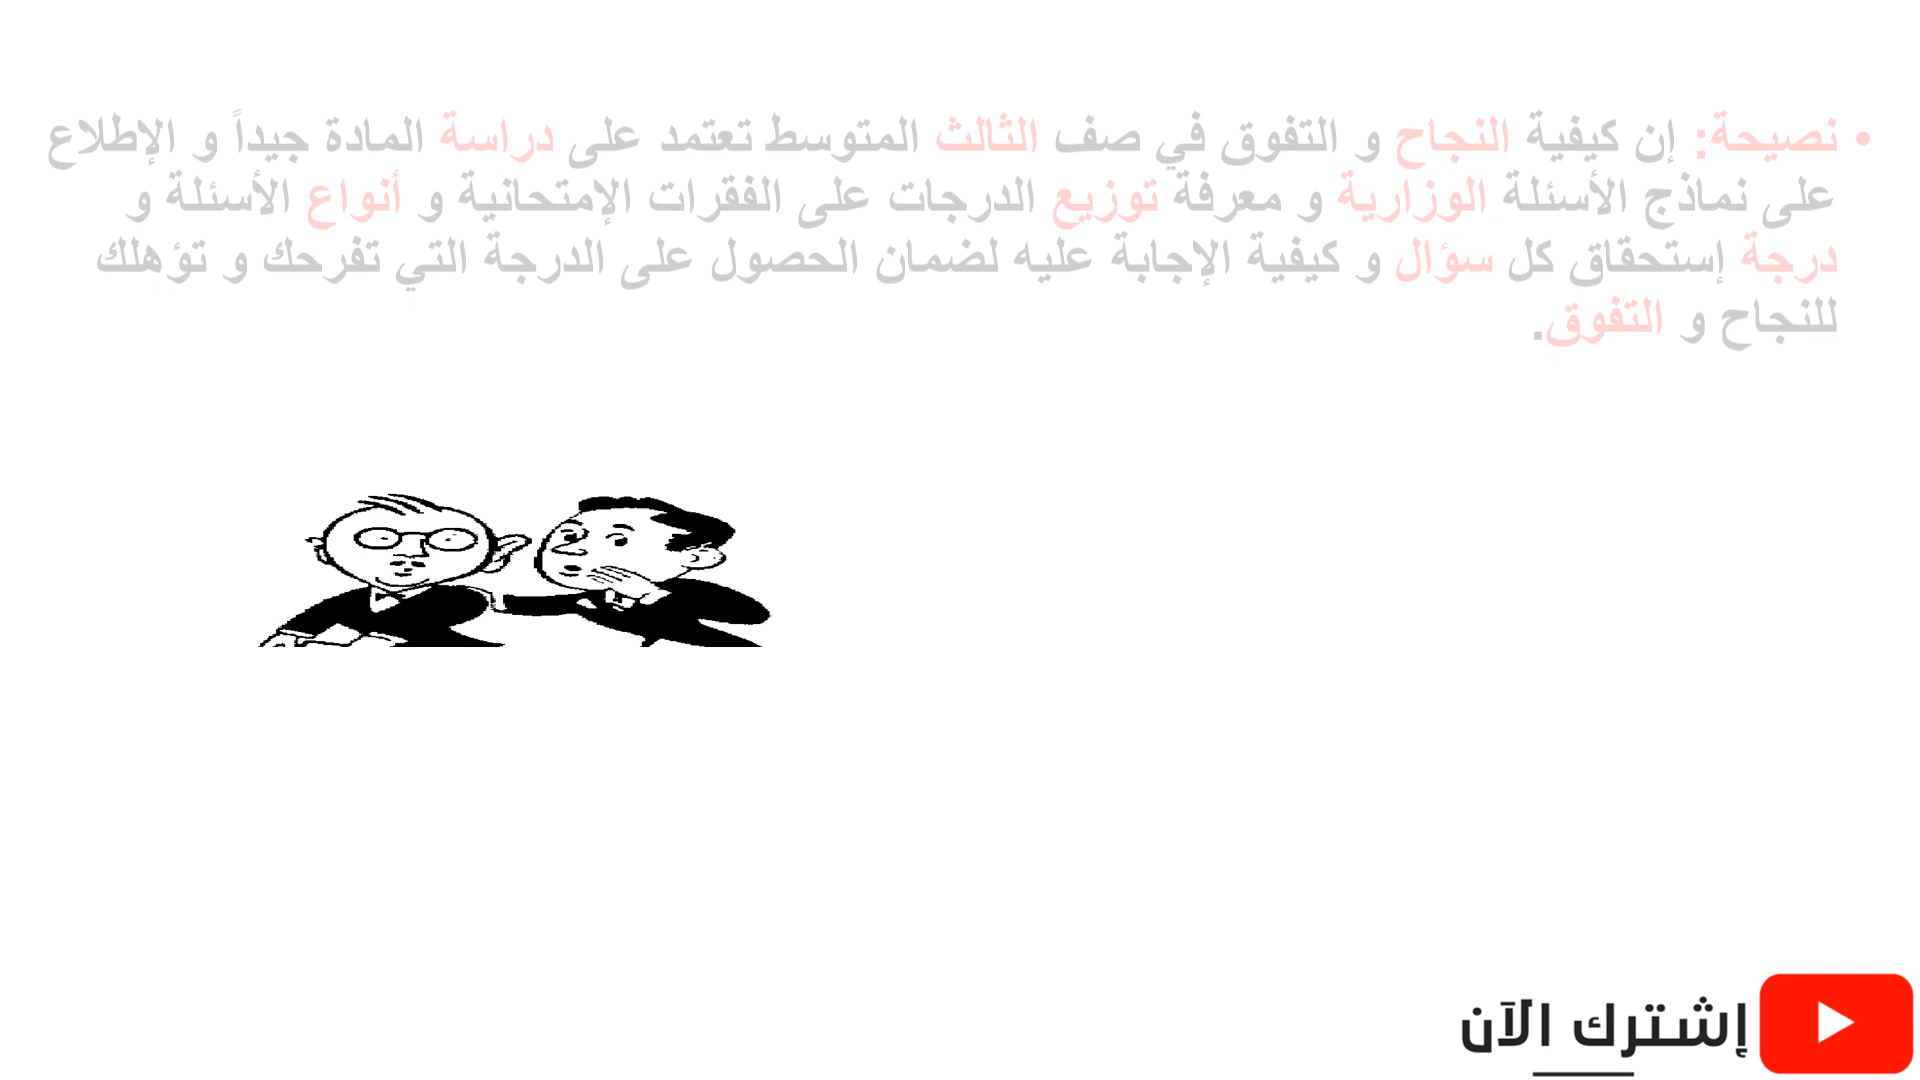 • نصيحة: إن كيفية النجاح و التفوق في صف الثالث المتوسط تعتمد على دراسة المادة جيداً و الإطلاع
على نماذج الأسئلة الوزارية و معرفة توزيع الدرجات على الفقرات الإمتحانية و أنواع الأسئلة و
درجة إستحقاق كل سؤال و كيفية الإجابة عليه لضمان الحصول على الدرجة التي تفرحك و تؤهلك
للنجاح و التفوق.
إشترك الآن